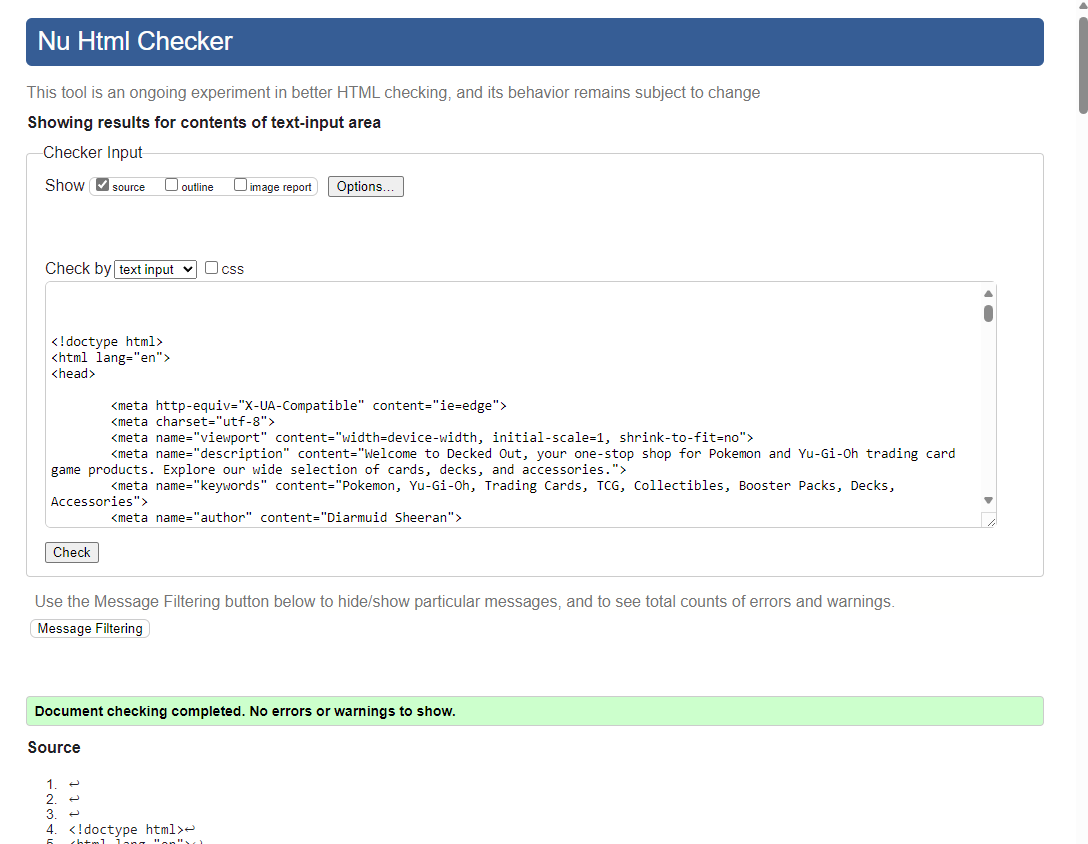 Nu Html Checker
This tool is an ongoing experiment in better HTML checking, and its behavior remains subject to change
Showing results for contents of text-input area
Checker Input
Show source outline image report Options...
Check by text input css
<!doctype html>
<html lang="en">
<head>
<meta http-equiv="X-UA-Compatible" content="ie=edge">
<meta charset="utf-8">
<meta name="viewport" content="width=device-width, initial-scale=1, shrink-to-fit=no">
<meta name="description" content="Welcome to Decked Out, your one-stop shop for Pokemon and Yu-Gi-Oh trading card
game products. Explore our wide selection of cards, decks, and accessories.">
<meta name="keywords" content="Pokemon, Yu-Gi-Oh, Trading Cards, TCG, Collectibles, Booster Packs, Decks,
Accessories">
<meta name="author" content="Diarmuid Sheeran">
Check
Use the Message Filtering button below to hide/show particular messages, and to see total counts of errors and warnings.
Message Filtering
Document checking completed. No errors or warnings to show.
Source
1. ↩
2. ↩
3. ↩
4. <!doctype html>↩
5. <html lang="en">↩